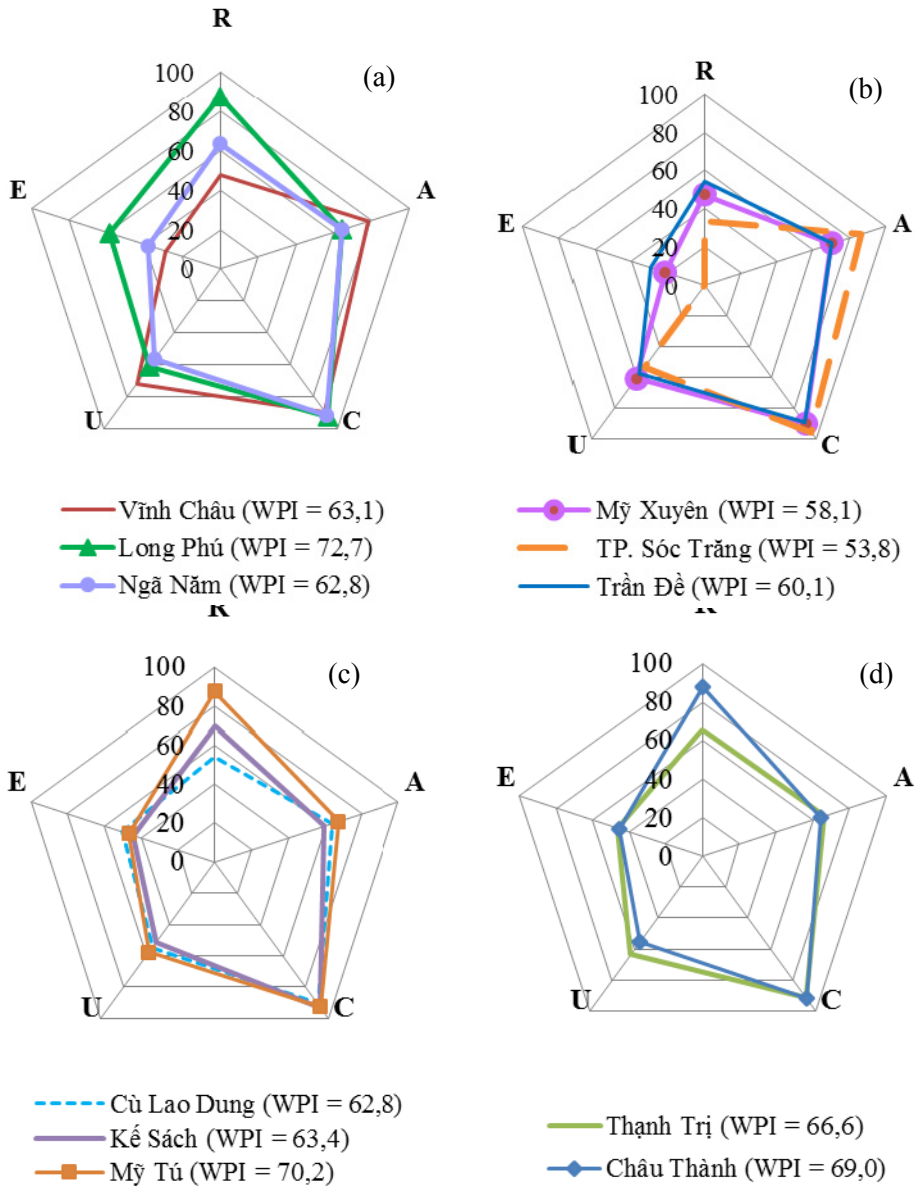 R
(a)
100
80
60
40
20
0
E
A
U
C
Vĩnh Châu (WPI = 63,1)
Long Phú (WPI = 72,7)
Ngã Năm (WPI = 62,8)
R
(b)
100
80
60
40
20
0
E
A
U
C
Mỹ Xuyên (WPI = 58,1)
TP. Sóc Trăng (WPI = 53,8)
Trần Đề (WPI = 60,1)
R
(c)
100
80
60
40
20
0
E
A
U
C
Cù Lao Dung (WPI = 62,8)
Kế Sách (WPI = 63,4)
Mỹ Tú (WPI = 70,2)
R
(d)
100
80
60
40
20
0
E
A
U
C
Thạnh Trị (WPI = 66,6)
Châu Thành (WPI = 69,0)